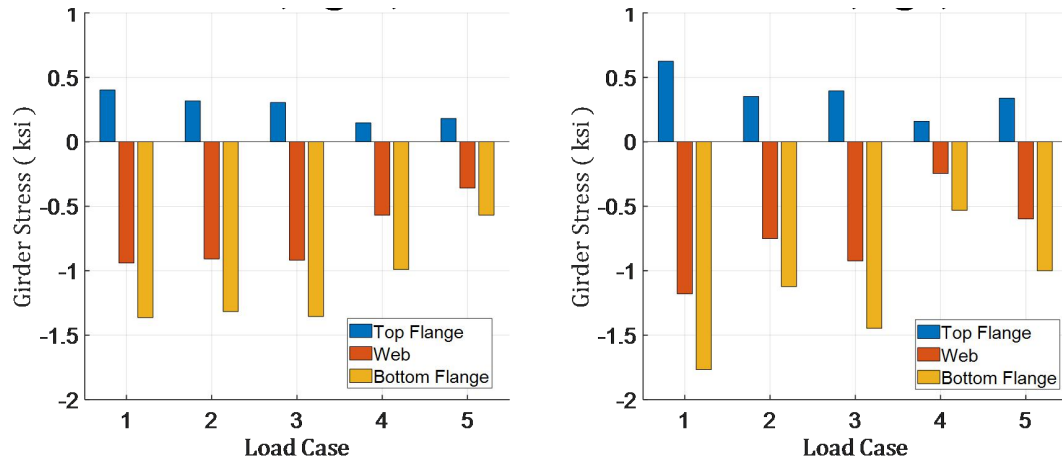 1
0.5
0
-0.5
-1
-1.5
-2
Girder Stress ( ksi )
1 2 3 4 5
Load Case
Top Flange
Web
Bottom Flange
1
0.5
0
-0.5
-1
-1.5
-2
Girder Stress ( ksi )
1 2 3 4 5
Load Case
Top Flange
Web
Bottom Flange